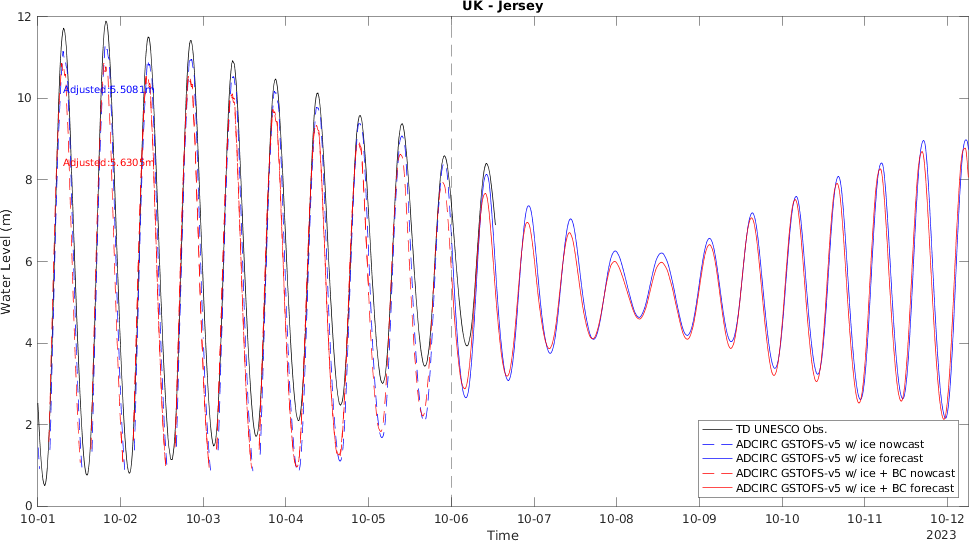 UK - Jersey
12
10
8
6
4
2
0
Water Level (m)
Adjusted:5.5081m
Adjusted:5.6305m
TD UNESCO Obs.
ADCIRC GSTOFS-v5 w/ ice nowcast
ADCIRC GSTOFS-v5 w/ ice forecast
ADCIRC GSTOFS-v5 w/ ice + BC nowcast
ADCIRC GSTOFS-v5 w/ ice + BC forecast
10-01 10-02 10-03 10-04 10-05 10-06 10-07 10-08 10-09 10-10 10-11 10-12
Time
2023